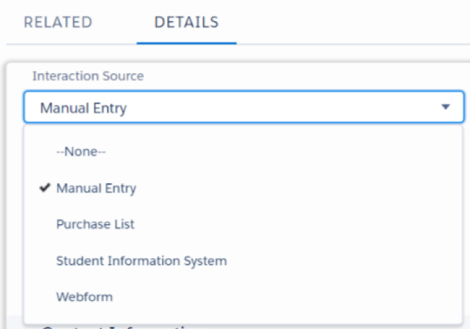 RELATED DETAILS
Interaction Source
Manual Entry
--None--
Manual Entry
Purchase List
Student Information System
Webform